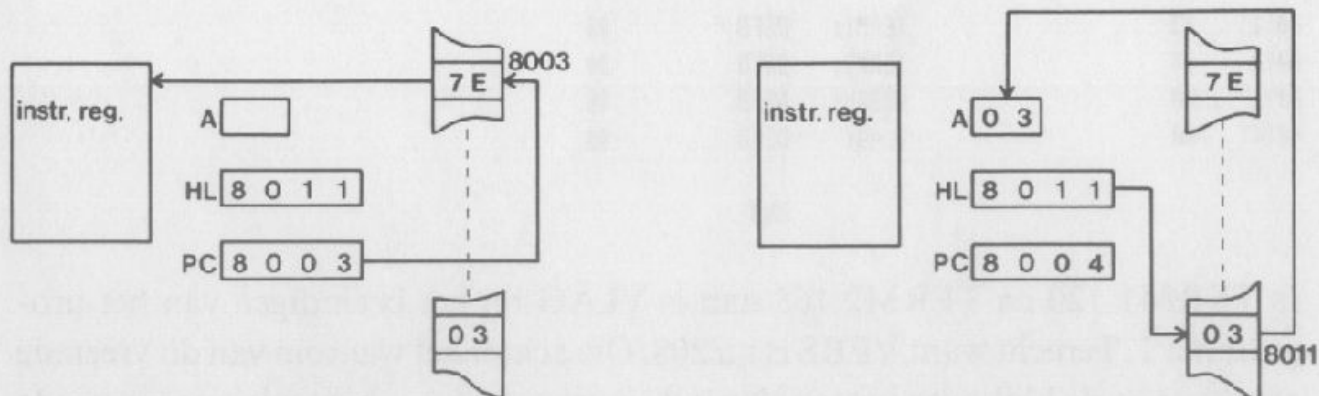 8003
7E
instr. reg.
A
HL 8 0 1 1
PC 8 0 0 3
0 3
7E
instr. reg.
A 0 3
HL 8 0 1 1
PC 8 0 0 4
0 3
8011